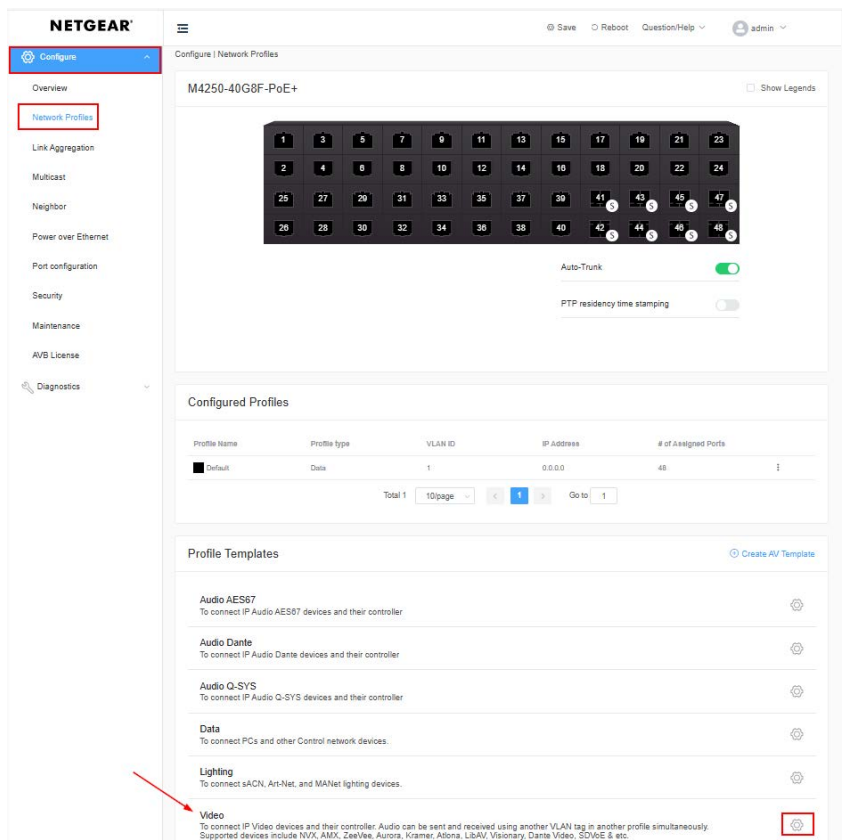 NETGEAR®
Save Reboot Question/Help admin
Configure
Configure | Network Profiles
Overview
Network Profiles
Link Aggregation
Multicast
Neighbor
Power over Ethernet
Port configuration
Security
Maintenance
AVB License
Diagnostics
M4250-40G8F-PoE+
Show Legends
1 3 5 7 9 11 13 15 17 19 21 23
2 4 6 8 10 12 14 16 18 20 22 24
25 27 29 31 33 35 37 39 41 S 43 S 45 S 47 S
26 28 30 32 34 36 38 40 42 S 44 S 46 S 48 S
Auto-Trunk
PTP residency time stamping
Configured Profiles
Profile Name Profile type VLAN ID IP Address # of Assigned Ports
Default Data 1 0.0.0.0 48
Total 1 10/page < 1 > Go to 1
Profile Templates
Create AV Template
Audio AES67
To connect IP Audio AES67 devices and their controller
Audio Dante
To connect IP Audio Dante devices and their controller
Audio Q-SYS
To connect IP Audio Q-SYS devices and their controller
Data
To connect PCs and other Control network devices.
Lighting
To connect sACN, Art-Net, and MANet lighting devices.
Video
To connect IP Video devices and their controller. Audio can be sent and received using another VLAN tag in another profile simultaneously.
Supported devices include NVX, AMX, ZeeVee, Aurora, Kramer, Atlona, LibAV, Visionary, Dante Video, SDVoE & etc.